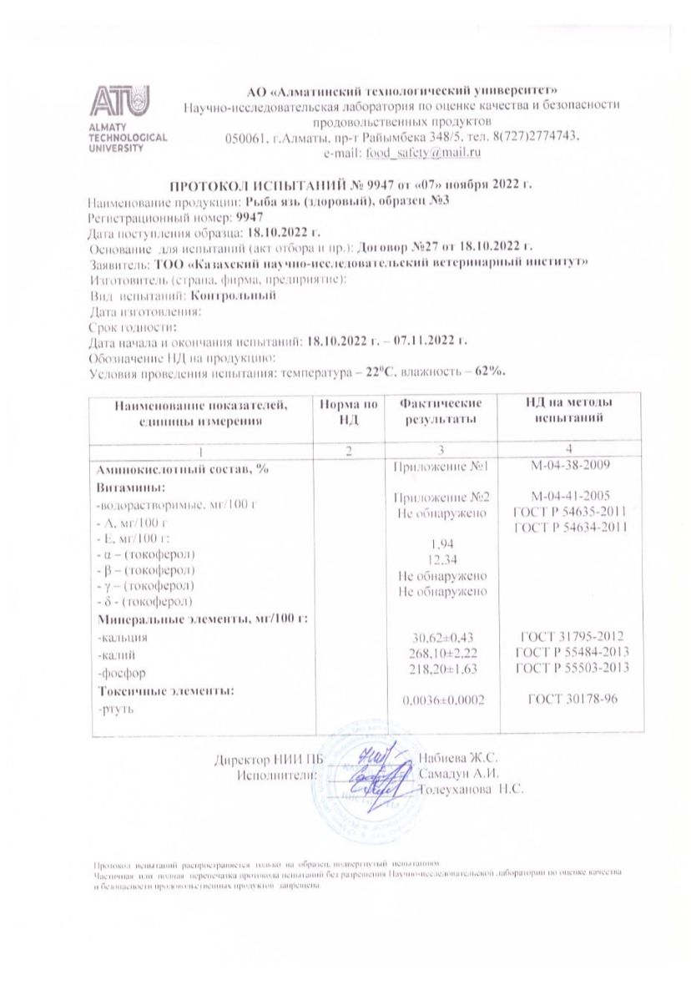 ATU
ALMATY
TECHNOLOGICAL
UNIVERSITY
АО «Алматинский технологический университет»
Научно-исследовательская лаборатория по оценке качества и безопасности
продовольственных продуктов
050061, г.Алматы, пр-т Райымбека 348/5, тел. 8(727)2774743,
e-mail: food_safety@mail.ru
ПРОТОКОЛ ИСПЫТАНИЙ № 9947 от «07» ноября 2022 г.
Наименование продукции: Рыба язь (здоровый), образец №3
Регистрационный номер: 9947
Дата поступления образца: 18.10.2022 г.
Основание для испытаний (акт отбора и пр.): Договор №27 от 18.10.2022 г.
Заявитель: ТОО «Казахский научно-исследовательский ветеринарный институт»
Изготовитель (страна, фирма, предприятие):
Вид испытаний: Контрольный
Дата изготовления:
Срок годности:
Дата начала и окончания испытаний: 18.10.2022 г. – 07.11.2022 г.
Обозначение НД на продукцию:
Условия проведения испытания: температура – 22⁰С, влажность – 62%.
Наименование показателей, единицы измерения | Норма по НД | Фактические результаты | НД на методы испытаний
1 | 2 | 3 | 4
Аминокислотный состав, % | Приложение №1 | М-04-38-2009
Витамины:
-водорастворимые, мг/100 г | Приложение №2 | М-04-41-2005
- А, мг/100 г | Не обнаружено | ГОСТ Р 54635-2011
- Е, мг/100 г: | ГОСТ Р 54634-2011
- α – (токоферол) | 1,94
- β – (токоферол) | 12,34
- γ – (токоферол) | Не обнаружено
- δ - (токоферол) | Не обнаружено
Минеральные элементы, мг/100 г:
-кальция | 30,62±0,43 | ГОСТ 31795-2012
-калий | 268,10±2,22 | ГОСТ Р 55484-2013
-фосфор | 218,20±1,63 | ГОСТ Р 55503-2013
Токсичные элементы:
-ртуть | 0,0036±0,0002 | ГОСТ 30178-96
Директор НИИ ПБ Набиева Ж.С.
Исполнители: Самадун А.И.
Толеуханова Н.С.
Протокол испытаний распространяется только на образец, подвергнутый испытаниям.
Частичная или полная перепечатка протокола испытаний без разрешения Научно-исследовательской лаборатории по оценке качества
и безопасности продовольственных продуктов запрещена.